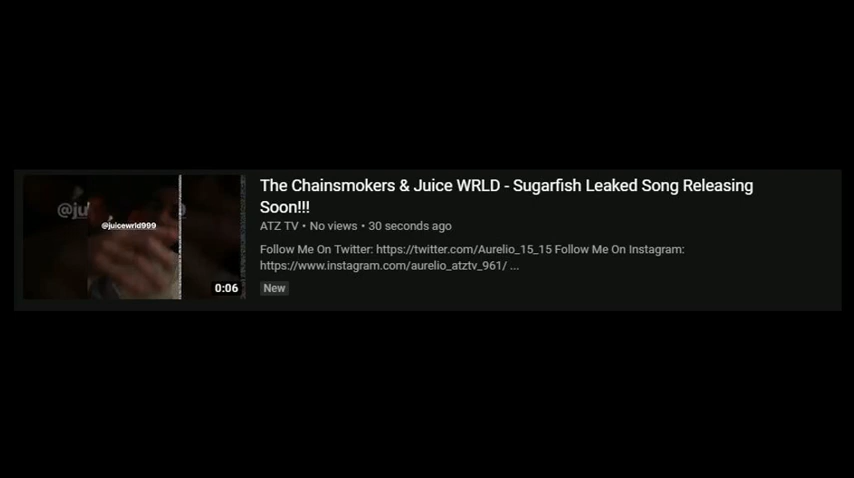 The Chainsmokers & Juice WRLD - Sugarfish Leaked Song Releasing
Soon!!!
ATZ TV • No views • 30 seconds ago
Follow Me On Twitter: https://twitter.com/Aurelio_15_15 Follow Me On Instagram:
https://www.instagram.com/aurelio_atztv_961/ ...
New
@ju
@juicewrld999
0:06